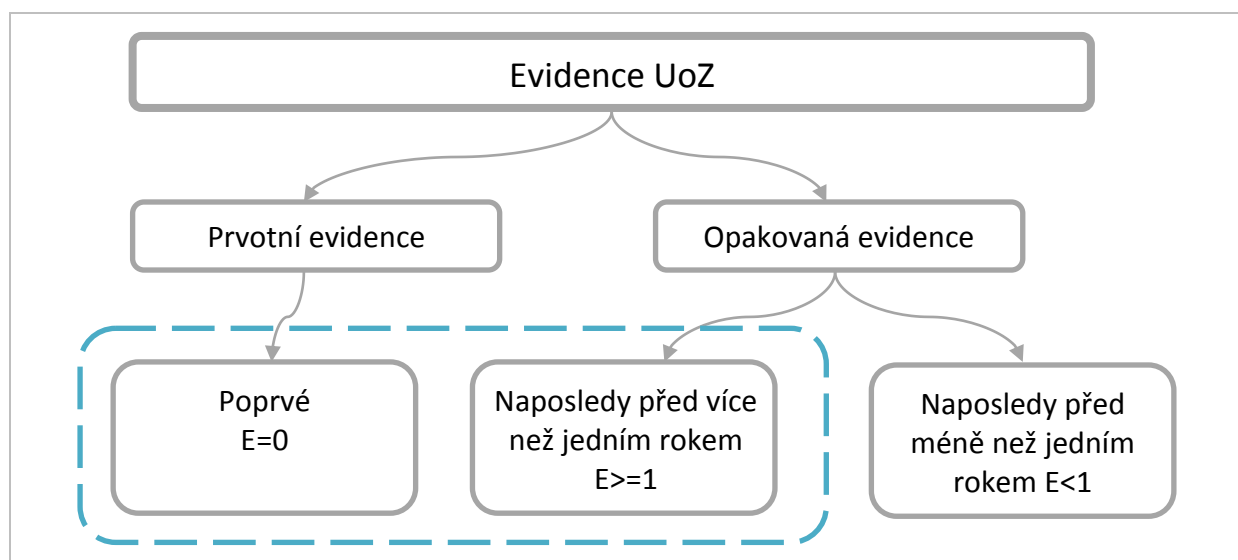 Evidence UoZ
Prvotní evidence
Opakovaná evidence
Poprvé
E=0
Naposledy před více
než jedním rokem
E>=1
Naposledy před
méně než jedním
rokem E<1